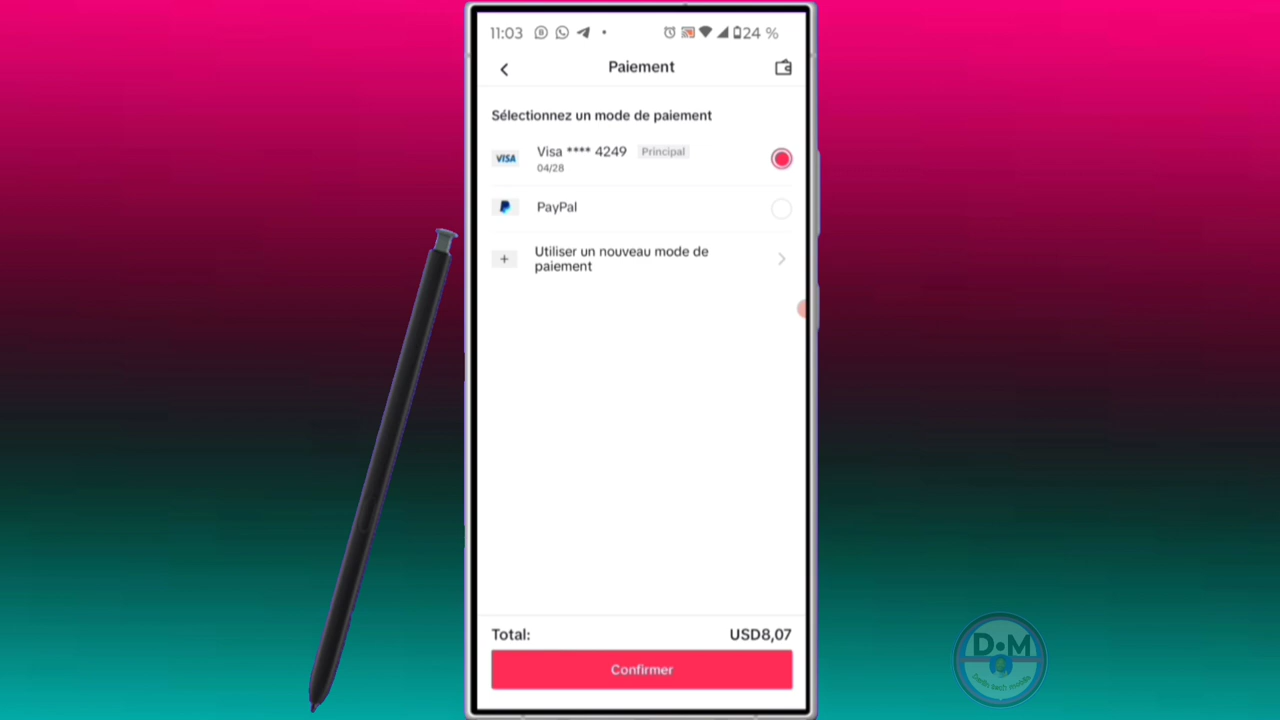 11:03 24 %
Paiement
Sélectionnez un mode de paiement
VISA Visa **** 4249 Principal
04/28
PayPal
+ Utiliser un nouveau mode de
paiement
Total: USD8,07
Confirmer
D•M